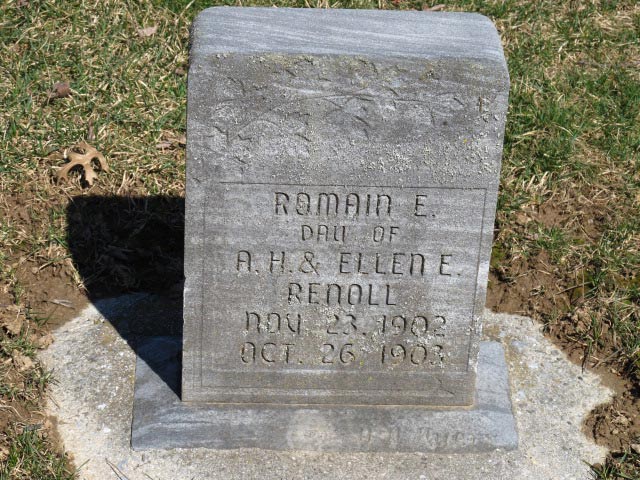 ROMAIN E.
DAU OF
A. H. & ELLEN E.
RENOLL
NOV 23, 1902
OCT. 26 1903